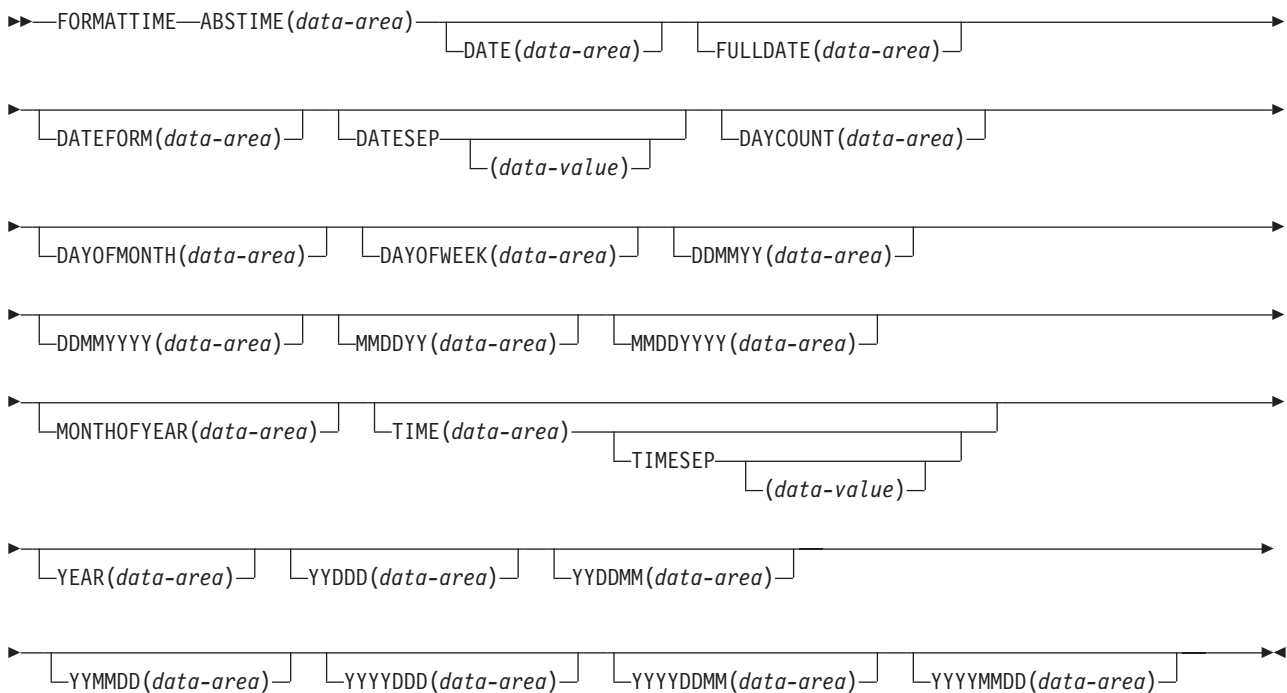 FORMATTIME ABSTIME(data-area)
DATE(data-area) FULLDATE(data-area)
DATEFORM(data-area) DATESEP DAYCOUNT(data-area)
(data-value)
DAYOFMONTH(data-area) DAYOFWEEK(data-area) DDMMYY(data-area)
DDMMYYYY(data-area) MMDDYY(data-area) MMDDYYYY(data-area)
MONTHOFYEAR(data-area) TIME(data-area)
TIMESEP
(data-value)
YEAR(data-area) YYDDD(data-area) YYDDMM(data-area)
YYMMDD(data-area) YYYYDDD(data-area) YYYYDDMM(data-area) YYYYMMDD(data-area)